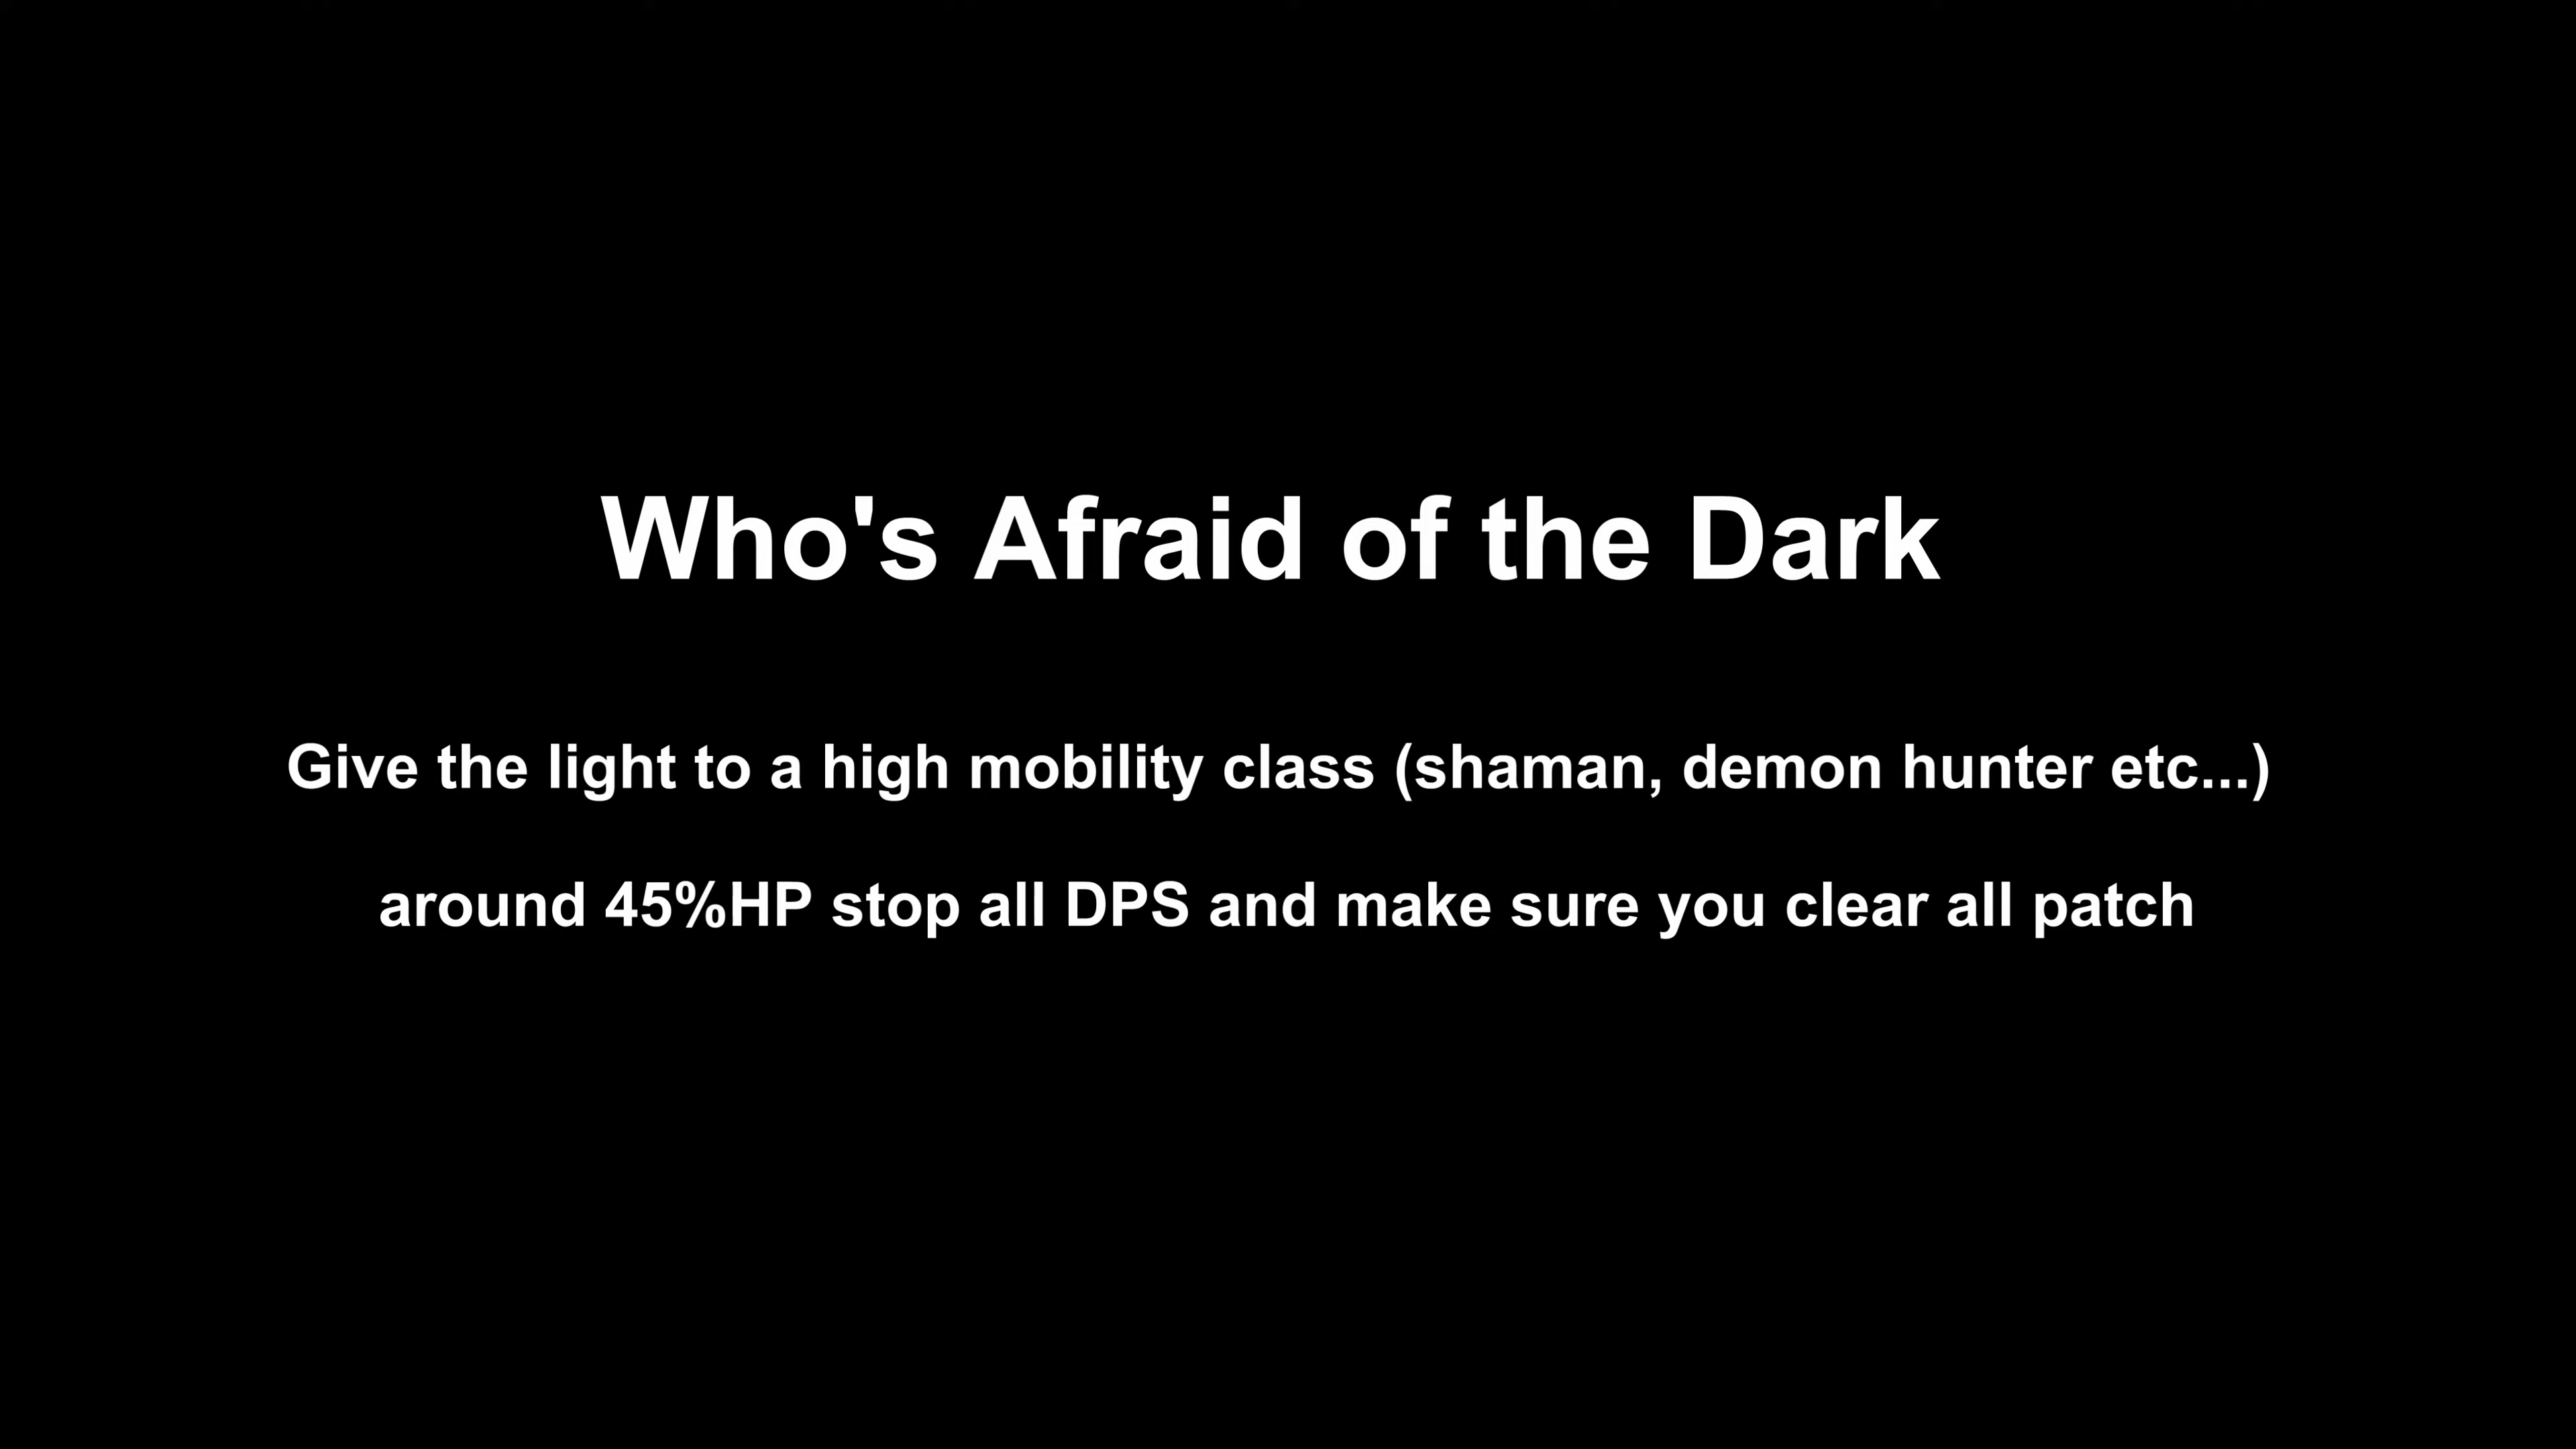 Who's Afraid of the Dark
Give the light to a high mobility class (shaman, demon hunter etc...)
around 45%HP stop all DPS and make sure you clear all patch